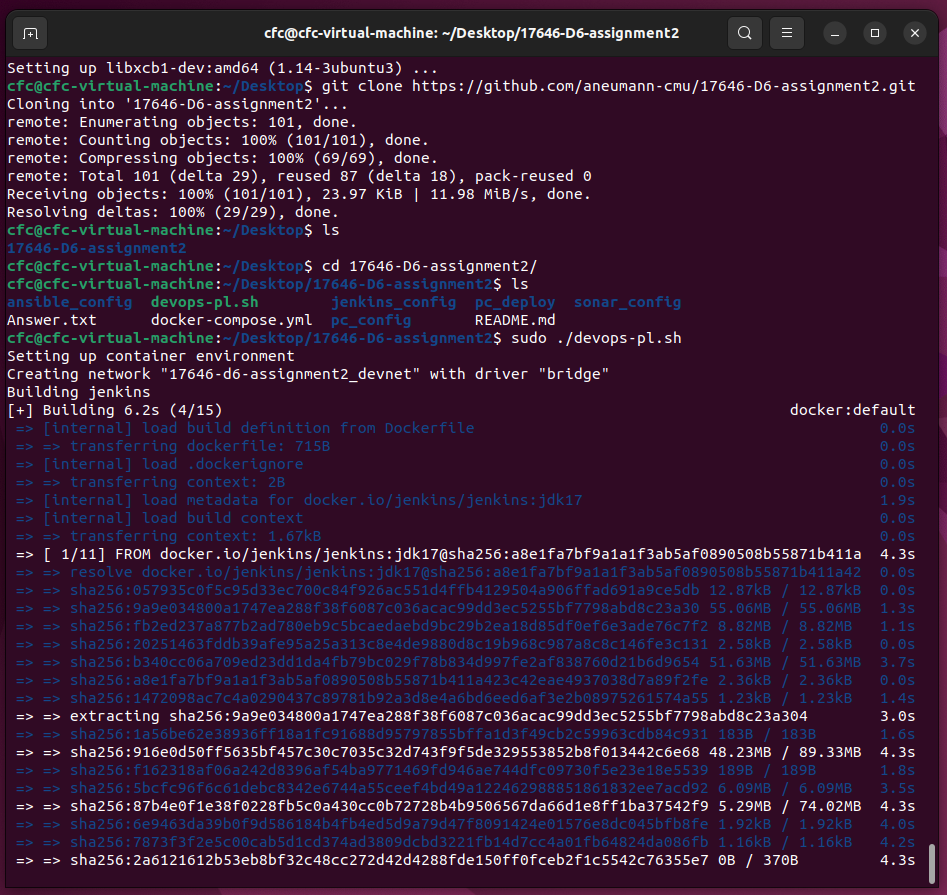 cfc@cfc-virtual-machine: ~/Desktop/17646-D6-assignment2
Setting up libxcb1-dev:amd64 (1.14-3ubuntu3) ...
cfc@cfc-virtual-machine:~/Desktop$ git clone https://github.com/aneumann-cmu/17646-D6-assignment2.git
Cloning into '17646-D6-assignment2'...
remote: Enumerating objects: 101, done.
remote: Counting objects: 100% (101/101), done.
remote: Compressing objects: 100% (69/69), done.
remote: Total 101 (delta 29), reused 87 (delta 18), pack-reused 0
Receiving objects: 100% (101/101), 23.97 KiB | 11.98 MiB/s, done.
Resolving deltas: 100% (29/29), done.
cfc@cfc-virtual-machine:~/Desktop$ ls
17646-D6-assignment2
cfc@cfc-virtual-machine:~/Desktop$ cd 17646-D6-assignment2/
cfc@cfc-virtual-machine:~/Desktop/17646-D6-assignment2$ ls
ansible_config  devops-pl.sh        jenkins_config  pc_deploy  sonar_config
Answer.txt      docker-compose.yml  pc_config       README.md
cfc@cfc-virtual-machine:~/Desktop/17646-D6-assignment2$ sudo ./devops-pl.sh
Setting up container environment
Creating network "17646-d6-assignment2_devnet" with driver "bridge"
Building jenkins
[+] Building 6.2s (4/15) docker:default
=> [internal] load build definition from Dockerfile 0.0s
=> => transferring dockerfile: 715B 0.0s
=> [internal] load .dockerignore 0.0s
=> => transferring context: 2B 0.0s
=> [internal] load metadata for docker.io/jenkins/jenkins:jdk17 1.9s
=> [internal] load build context 0.0s
=> => transferring context: 1.67kB 0.0s
=> [ 1/11] FROM docker.io/jenkins/jenkins:jdk17@sha256:a8e1fa7bf9a1a1f3ab5af0890508b55871b411a 4.3s
=> => resolve docker.io/jenkins/jenkins:jdk17@sha256:a8e1fa7bf9a1a1f3ab5af0890508b55871b411a42 0.0s
=> => sha256:057935c0f5c95d33ec700c84f926ac551d4ffb4129504a906ffad691a9ce5db 12.87kB / 12.87kB 0.0s
=> => sha256:9a9e034800a1747ea288f38f6087c036acac99dd3ec5255bf7798abd8c23a30 55.06MB / 55.06MB 1.3s
=> => sha256:fb2ed237a877b2ad780eb9c5bcaedaebd9bc29b2ea18d85df0ef6e3ade76c7f2 8.82MB / 8.82MB 1.1s
=> => sha256:20251463fddb39afe95a25a313c8e4de9880d8c19b968c987a8c8c146fe3c131 2.58kB / 2.58kB 0.0s
=> => sha256:b340cc06a709ed23dd1da4fb79bc029f78b834d997fe2af838760d21b6d9654 51.63MB / 51.63MB 3.7s
=> => sha256:a8e1fa7bf9a1a1f3ab5af0890508b55871b411a423c42eae4937038d7a89f2fe 2.36kB / 2.36kB 0.0s
=> => sha256:1472098ac7c4a0290437c89781b92a3d8e4a6bd6eed6af3e2b08975261574a55 1.23kB / 1.23kB 1.4s
=> => extracting sha256:9a9e034800a1747ea288f38f6087c036acac99dd3ec5255bf7798abd8c23a304 3.0s
=> => sha256:1a56be62e38936ff18a1fc91688d95797855bffa1d3f49cb2c59963cdb84c931 183B / 183B 1.6s
=> => sha256:916e0d50ff5635bf457c30c7035c32d743f9f5de329553852b8f013442c6e68 48.23MB / 89.33MB 4.3s
=> => sha256:f162318af06a242d8396af54ba9771469fd946ae744dfc09730f5e23e18e5539 189B / 189B 1.8s
=> => sha256:5bcfc96f6c61debc8342e6744a55ceef4bd49a122462988851861832ee7acd92 6.09MB / 6.09MB 3.5s
=> => sha256:87b4e0f1e38f0228fb5c0a430cc0b72728b4b9506567da66d1e8ff1ba37542f9 5.29MB / 74.02MB 4.3s
=> => sha256:6e9463da39b0f9d586184b4fb4ed5d9a79d47f8091424e01576e8dc045bfb8fe 1.92kB / 1.92kB 4.0s
=> => sha256:7873f3f2e5c00cab5d1cd374ad3809dcbd3221fb14d7cc4a01fb64824da086fb 1.16kB / 1.16kB 4.2s
=> => sha256:2a6121612b53eb8bf32c48cc272d42d4288fde150ff0fceb2f1c5542c76355e7 0B / 370B 4.3s